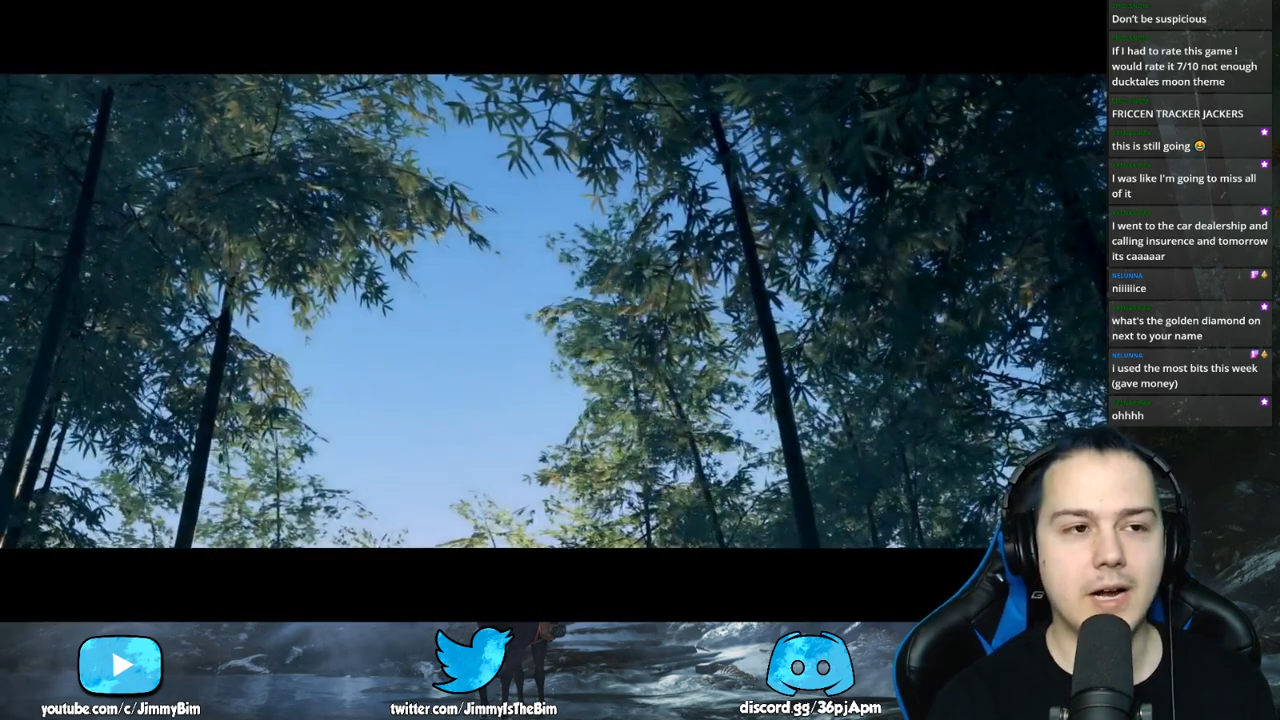 Don't be suspicious
If I had to rate this game i
would rate it 7/10 not enough
ducktales moon theme
FRICCEN TRACKER JACKERS
this is still going 😆
I was like I'm going to miss all
of it
I went to the car dealership and
calling insurence and tomorrow
its caaaaar
NELUNNA
niiiiiice
what's the golden diamond on
next to your name
NELUNNA
i used the most bits this week
(gave money)
ohhhh
youtube.com/c/JimmyBim
twitter.com/JimmyIsTheBim
discord.gg/36pjApm